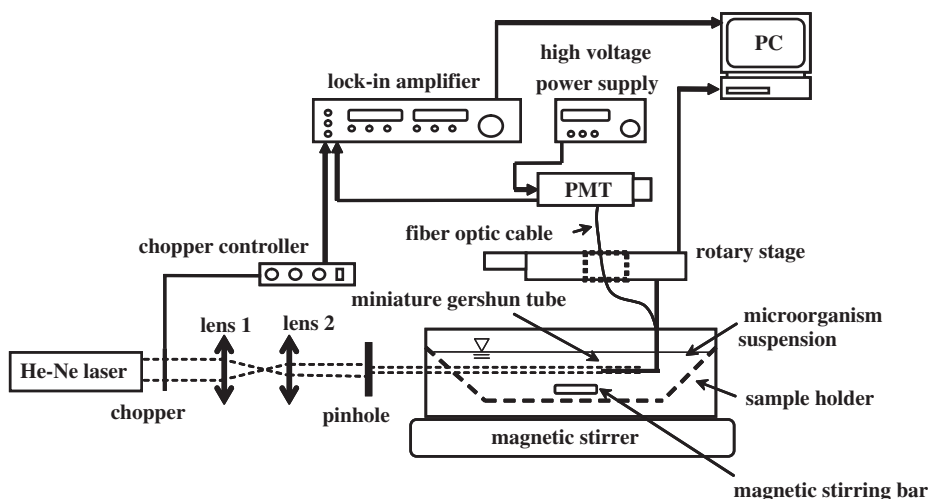 PC
high voltage
power supply
lock-in amplifier
PMT
fiber optic cable
chopper controller
rotary stage
miniature gershun tube
lens 1
lens 2
microorganism
suspension
He-Ne laser
chopper
pinhole
sample holder
magnetic stirrer
magnetic stirring bar